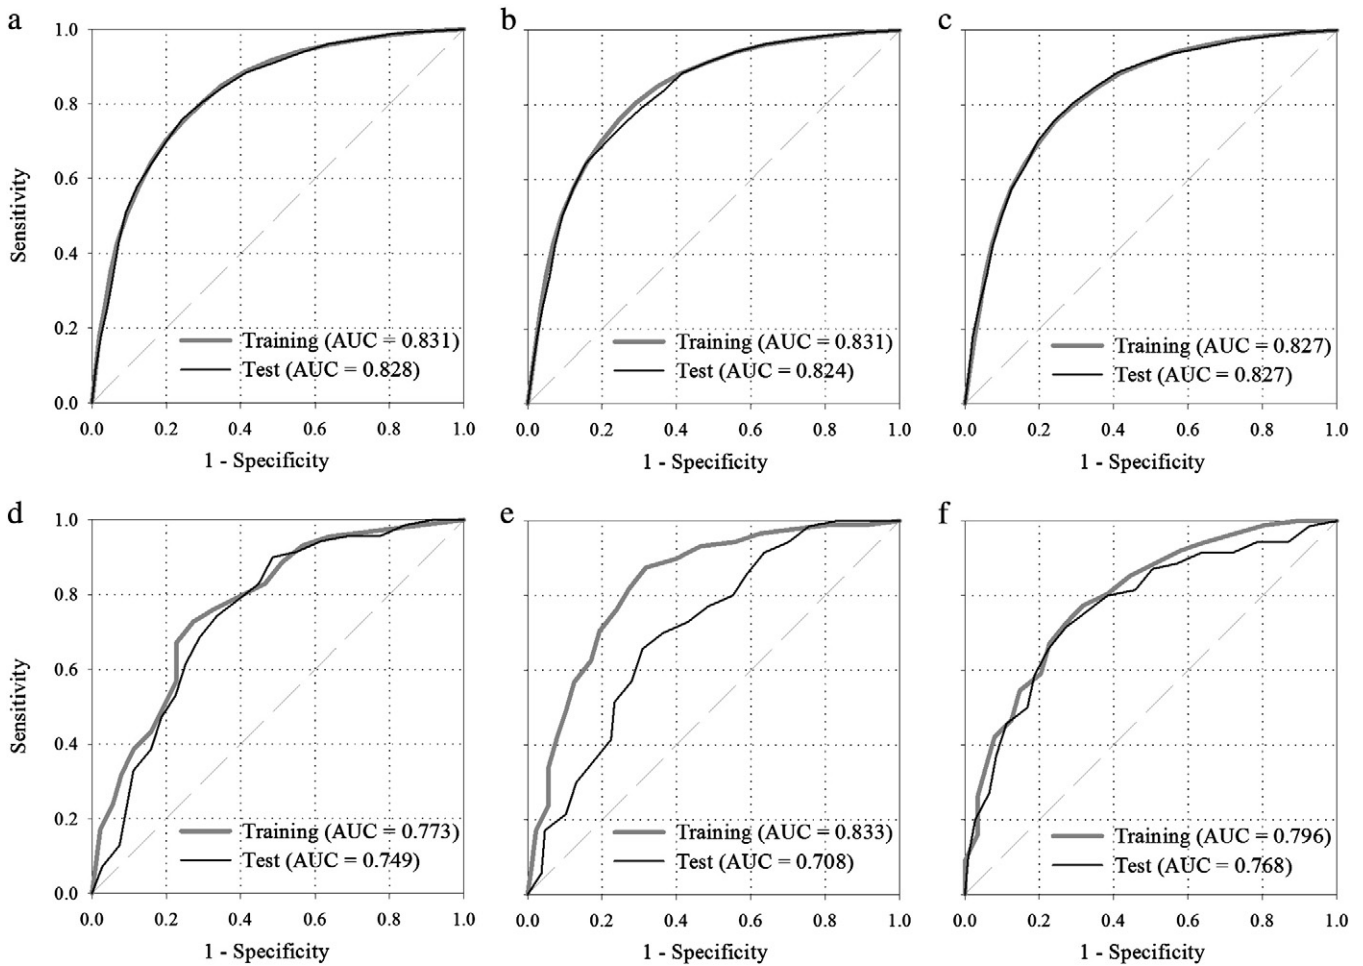 a
1.0
0.8
0.6
0.4
0.2
0.0
Sensitivity
Training (AUC = 0.831)
Test (AUC = 0.828)
0.0 0.2 0.4 0.6 0.8 1.0
1 - Specificity
b
Training (AUC = 0.831)
Test (AUC = 0.824)
0.0 0.2 0.4 0.6 0.8 1.0
1 - Specificity
c
Training (AUC = 0.827)
Test (AUC = 0.827)
0.0 0.2 0.4 0.6 0.8 1.0
1 - Specificity
d
1.0
0.8
0.6
0.4
0.2
0.0
Sensitivity
Training (AUC = 0.773)
Test (AUC = 0.749)
0.0 0.2 0.4 0.6 0.8 1.0
1 - Specificity
e
Training (AUC = 0.833)
Test (AUC = 0.708)
0.0 0.2 0.4 0.6 0.8 1.0
1 - Specificity
f
Training (AUC = 0.796)
Test (AUC = 0.768)
0.0 0.2 0.4 0.6 0.8 1.0
1 - Specificity